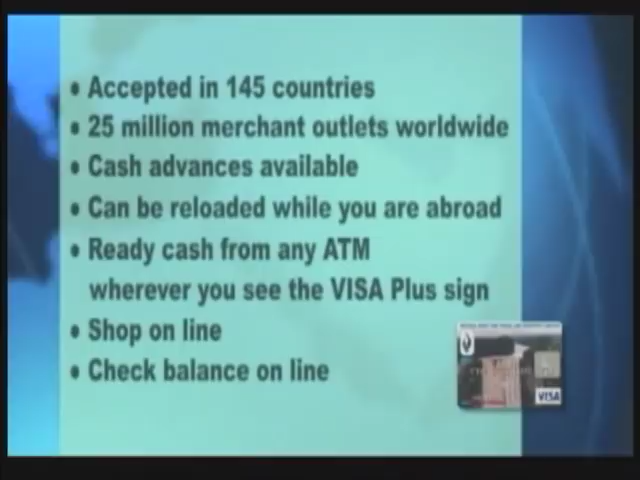 • Accepted in 145 countries
• 25 million merchant outlets worldwide
• Cash advances available
• Can be reloaded while you are abroad
• Ready cash from any ATM
wherever you see the VISA Plus sign
• Shop on line
• Check balance on line
VISA